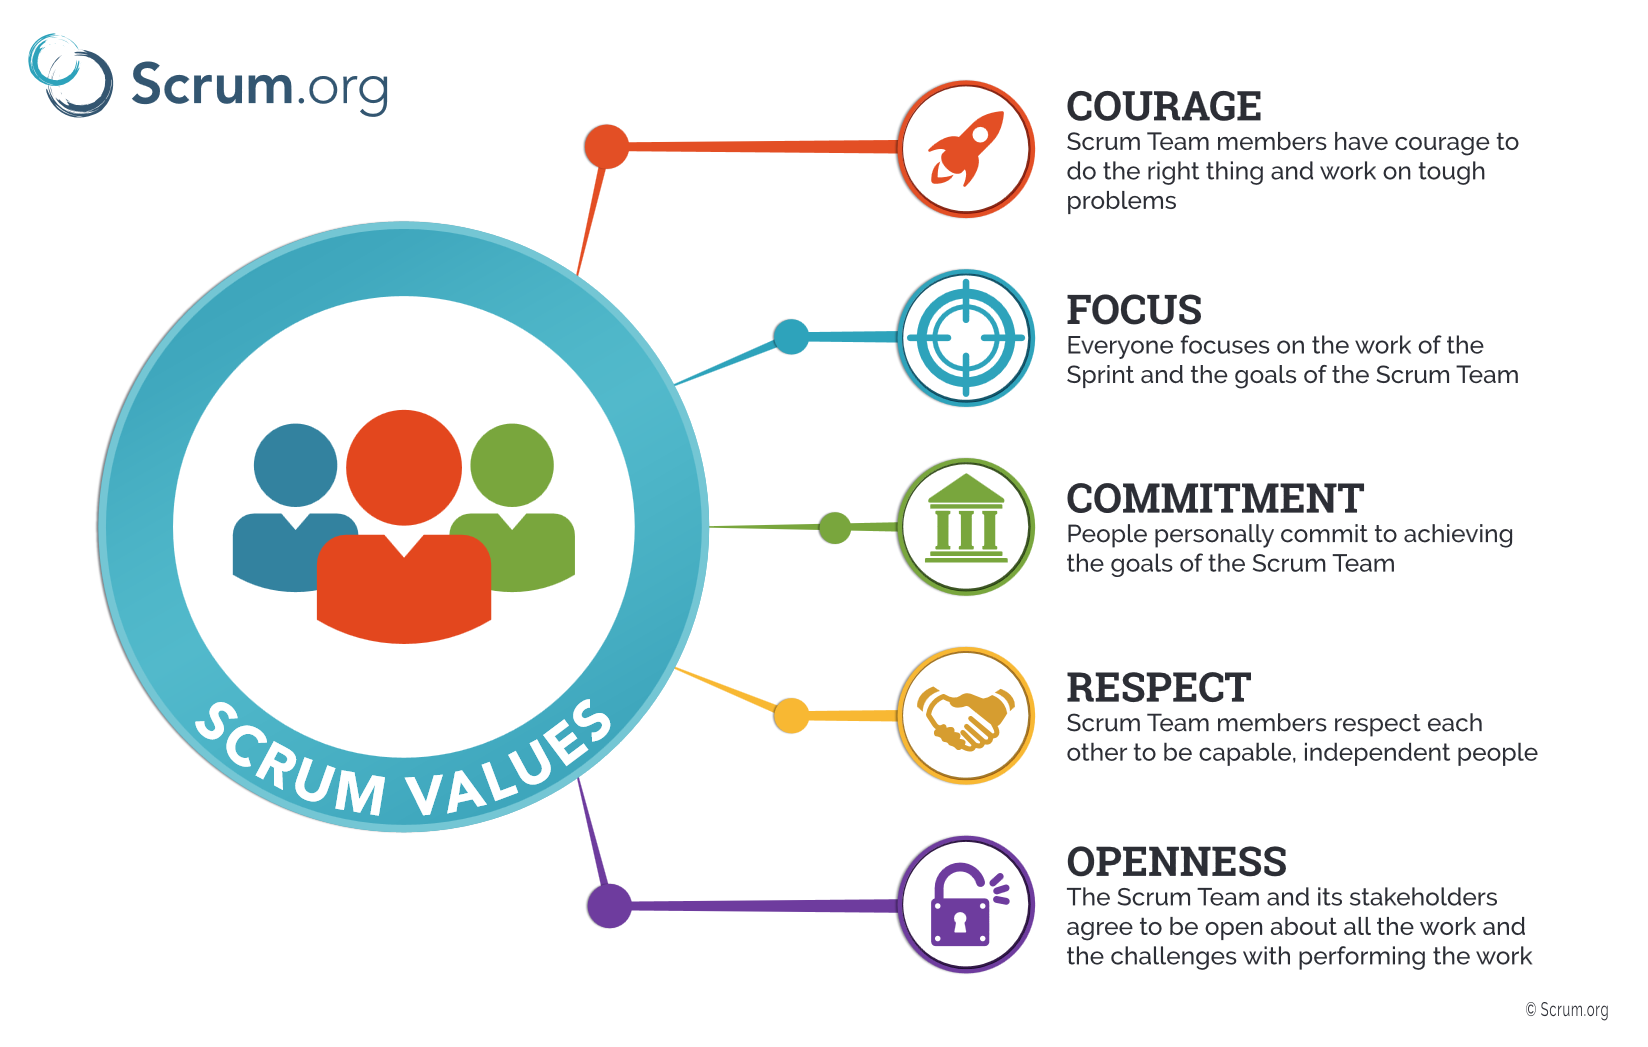 Scrum.org
SCRUM VALUES
COURAGE
Scrum Team members have courage to
do the right thing and work on tough
problems
FOCUS
Everyone focuses on the work of the
Sprint and the goals of the Scrum Team
COMMITMENT
People personally commit to achieving
the goals of the Scrum Team
RESPECT
Scrum Team members respect each
other to be capable, independent people
OPENNESS
The Scrum Team and its stakeholders
agree to be open about all the work and
the challenges with performing the work
© Scrum.org